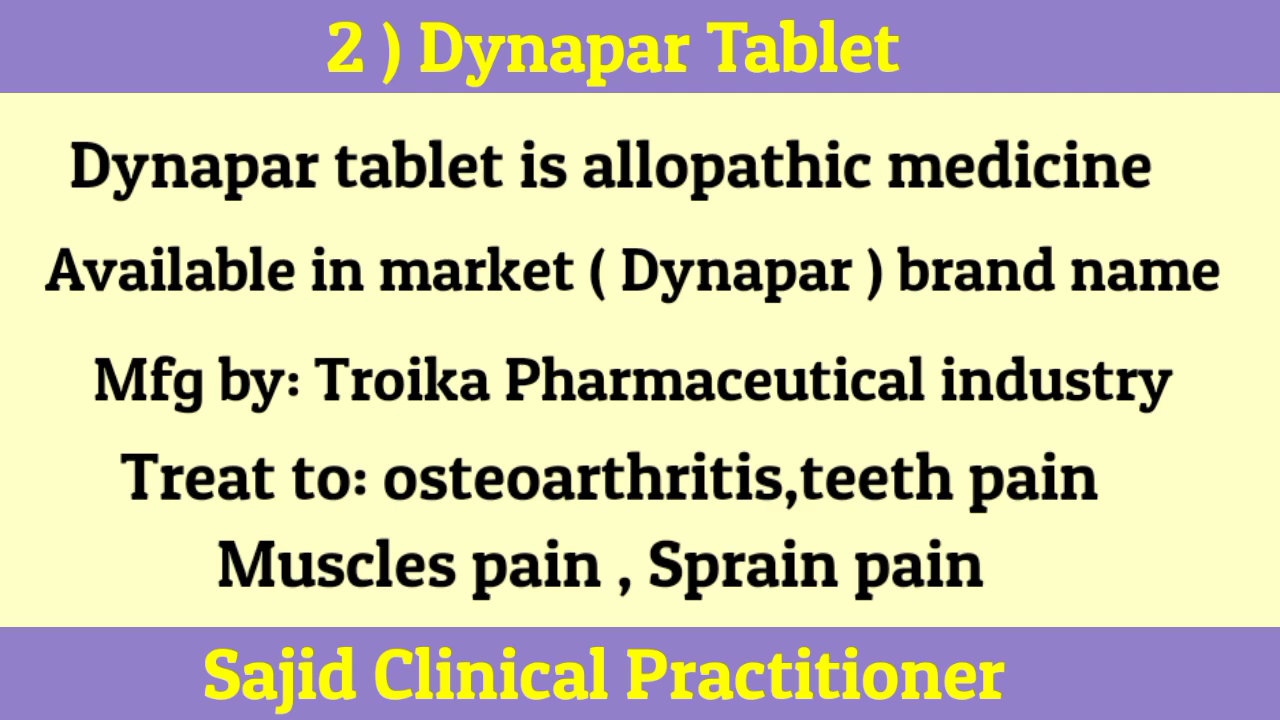 2 ) Dynapar Tablet
Dynapar tablet is allopathic medicine
Available in market ( Dynapar ) brand name
Mfg by: Troika Pharmaceutical industry
Treat to: osteoarthritis,teeth pain
Muscles pain , Sprain pain
Sajid Clinical Practitioner